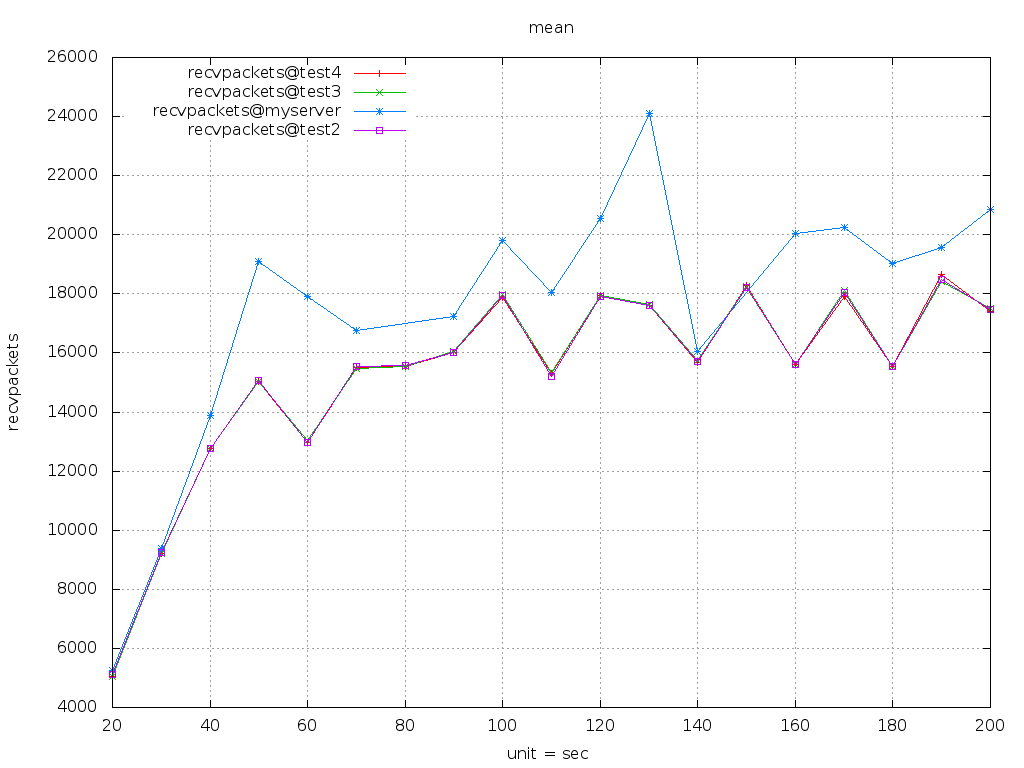 mean
26000
24000
22000
20000
18000
16000
14000
12000
10000
8000
6000
4000
recvpackets@test4
recvpackets@test3
recvpackets@myserver
recvpackets@test2
recvpackets
20 40 60 80 100 120 140 160 180 200
unit = sec